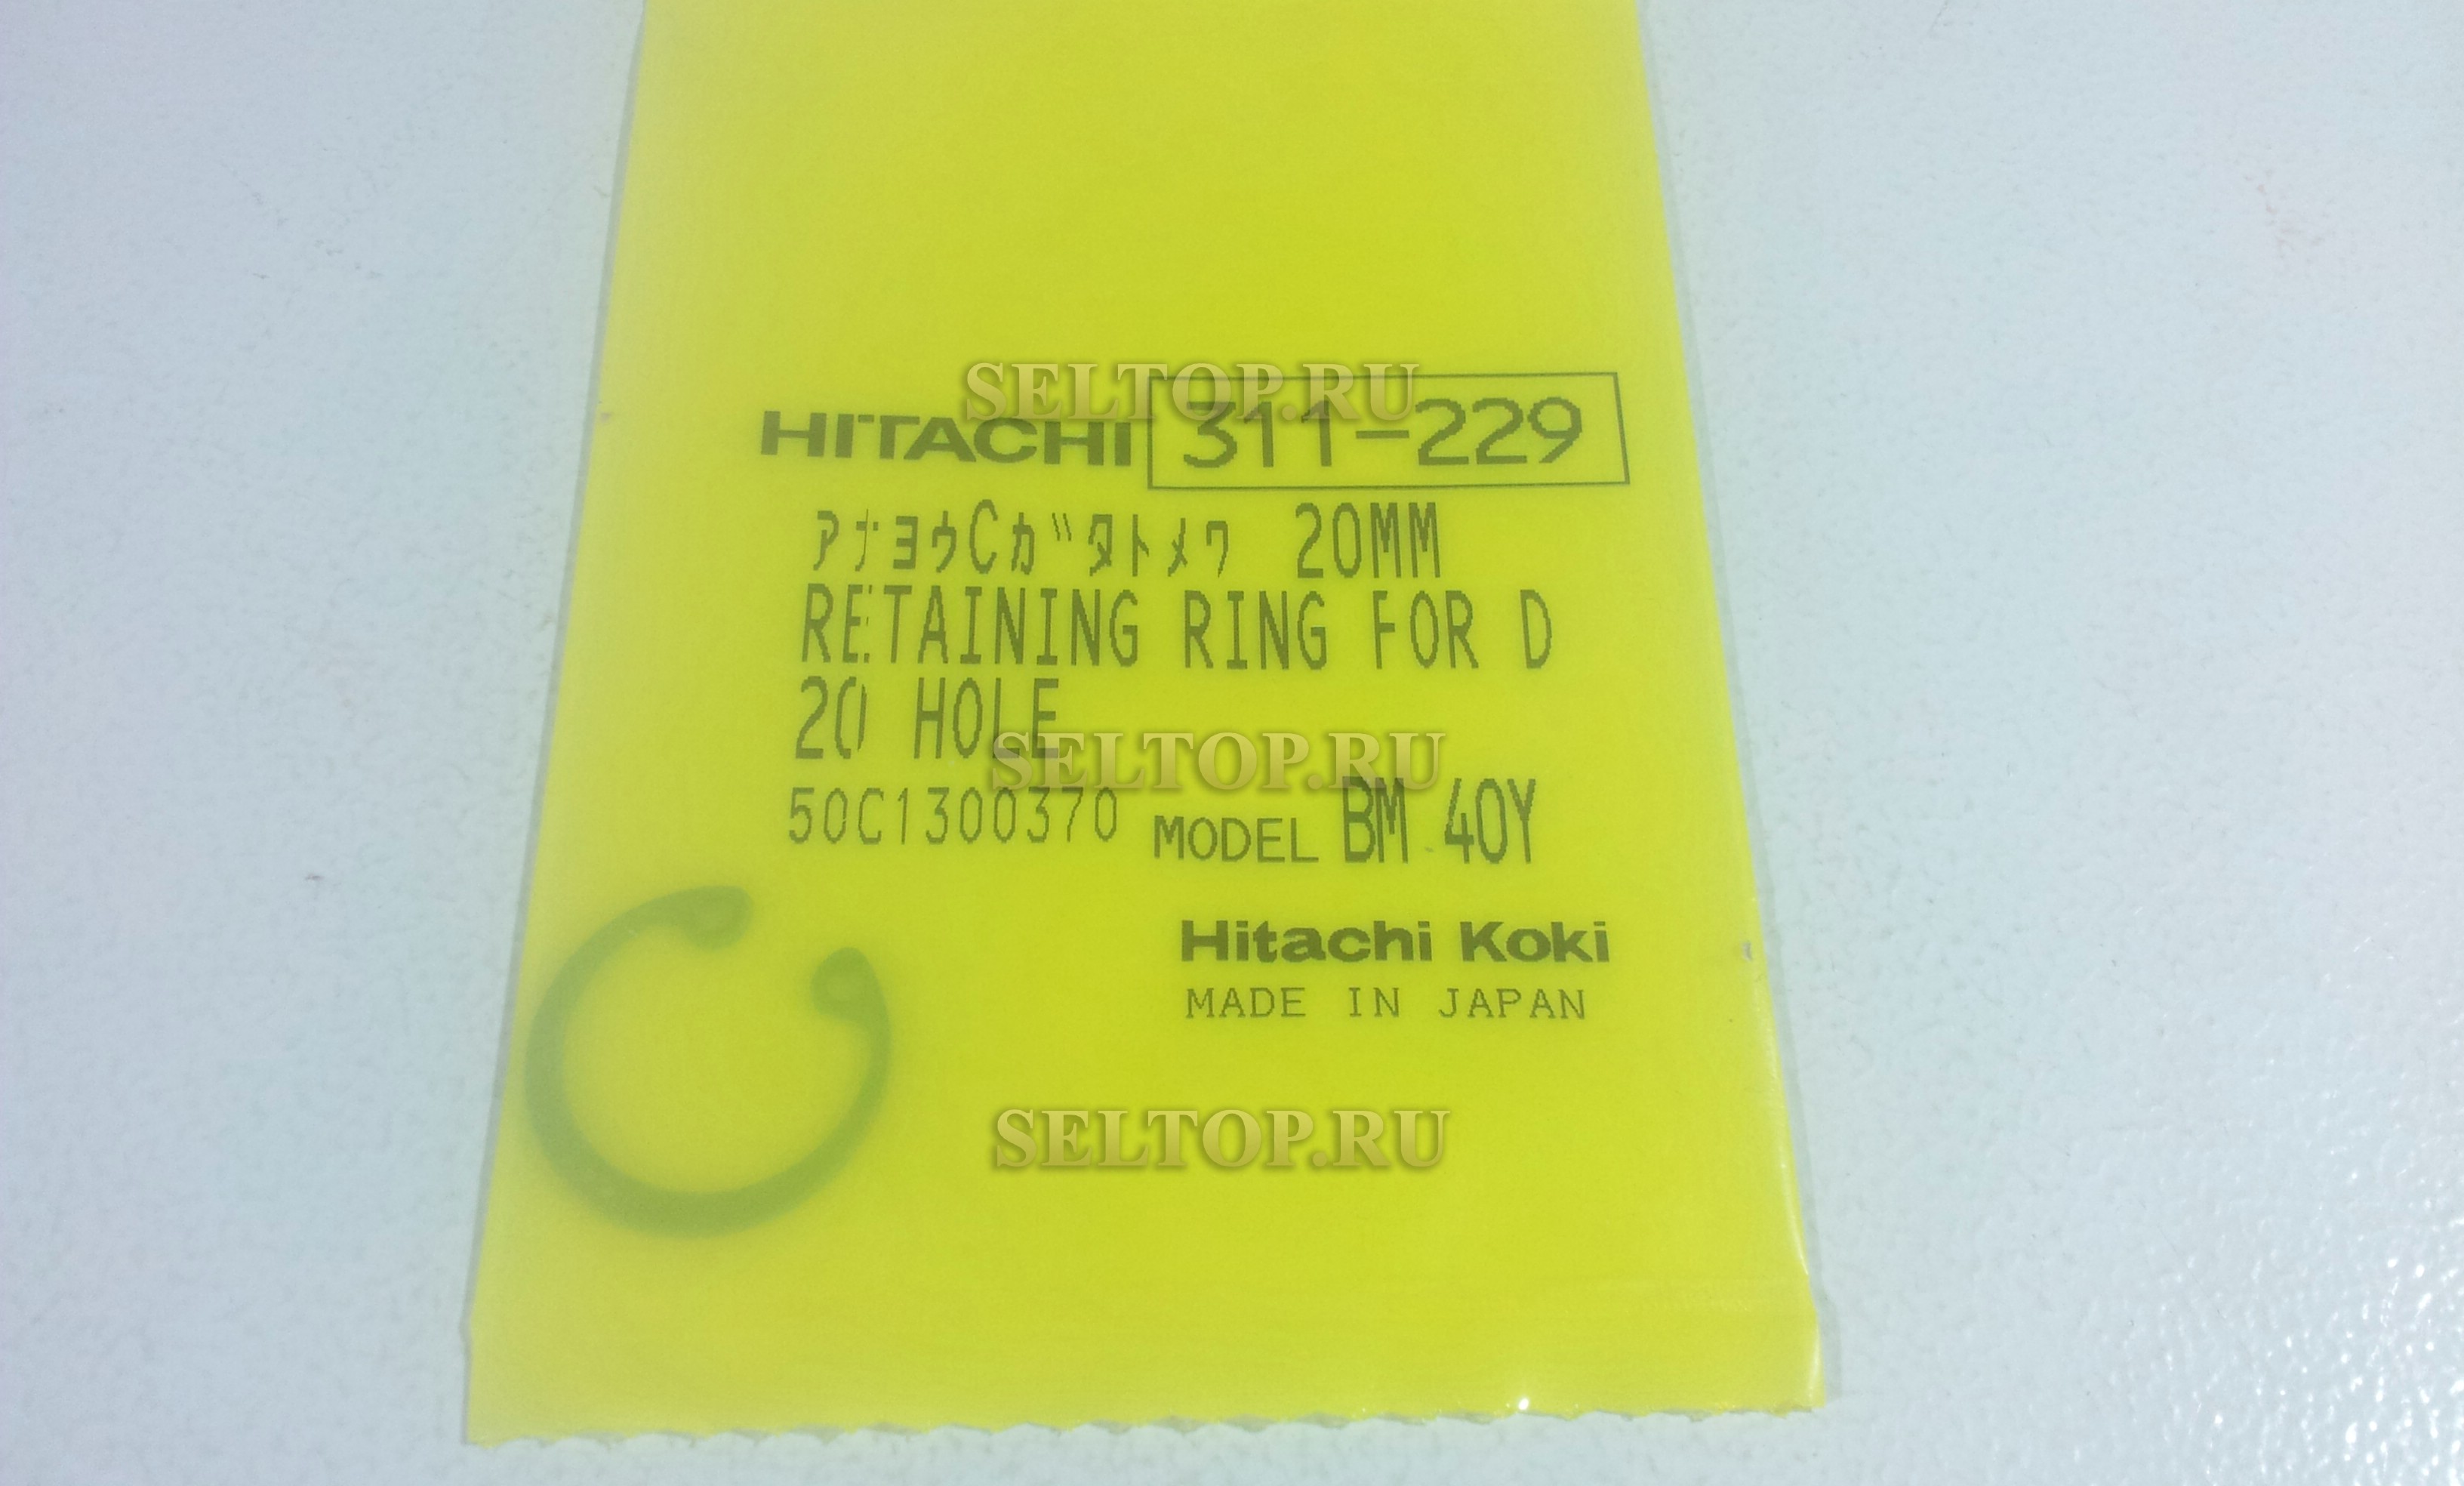 SELTOP.RU
HITACHI 311-229
アナヨウCガタトメワ 20MM
RETAINING RING FOR D
20 HOLE
SELTOP.RU
50C1300370 MODEL BM 40Y
Hitachi Koki
MADE IN JAPAN
SELTOP.RU